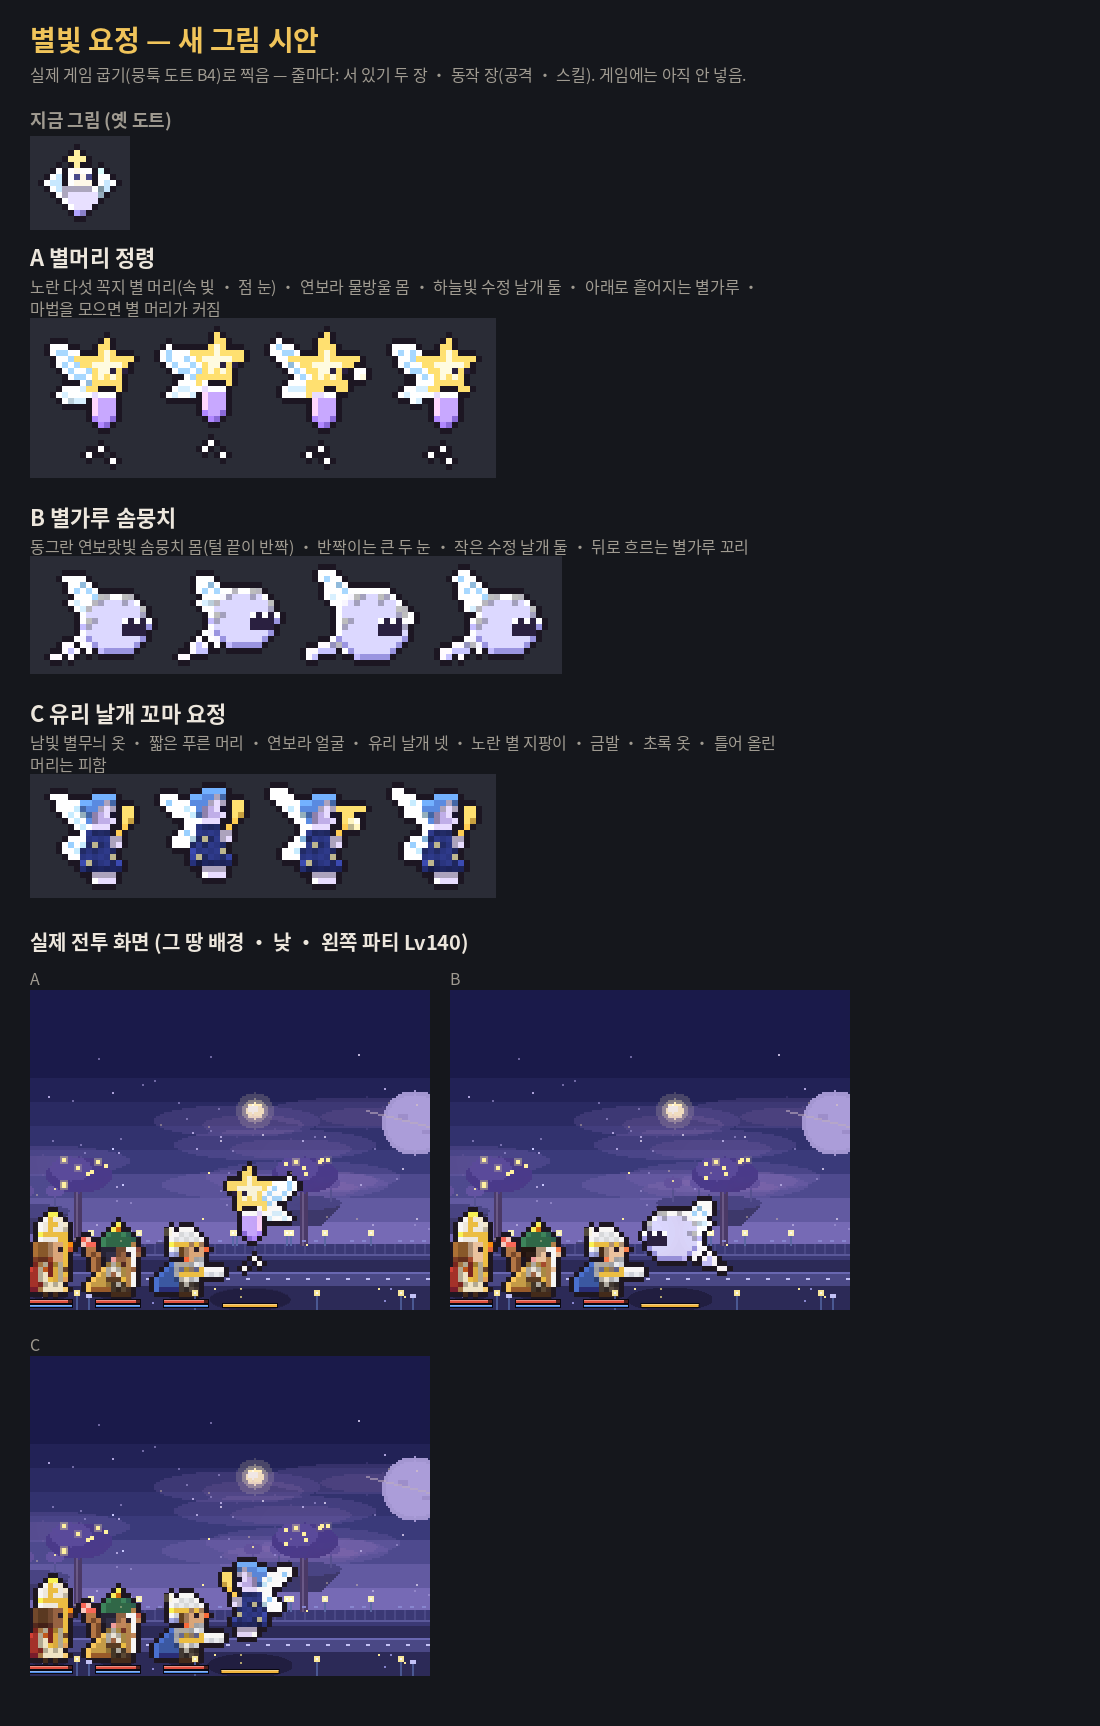 별빛 요정 — 새 그림 시안
실제 게임 굽기(뭉툭 도트 B4)로 찍음 — 줄마다: 서 있기 두 장 · 동작 장(공격 · 스킬). 게임에는 아직 안 넣음.
지금 그림 (옛 도트)
A 별머리 정령
노란 다섯 꼭지 별 머리(속 빛 · 점 눈) · 연보라 물방울 몸 · 하늘빛 수정 날개 둘 · 아래로 흩어지는 별가루 ·
마법을 모으면 별 머리가 커짐
B 별가루 솜뭉치
동그란 연보랏빛 솜뭉치 몸(털 끝이 반짝) · 반짝이는 큰 두 눈 · 작은 수정 날개 둘 · 뒤로 흐르는 별가루 꼬리
C 유리 날개 꼬마 요정
남빛 별무늬 옷 · 짧은 푸른 머리 · 연보라 얼굴 · 유리 날개 넷 · 노란 별 지팡이 · 금발 · 초록 옷 · 틀어 올린
머리는 피함
실제 전투 화면 (그 땅 배경 · 낮 · 왼쪽 파티 Lv140)
A
B
C